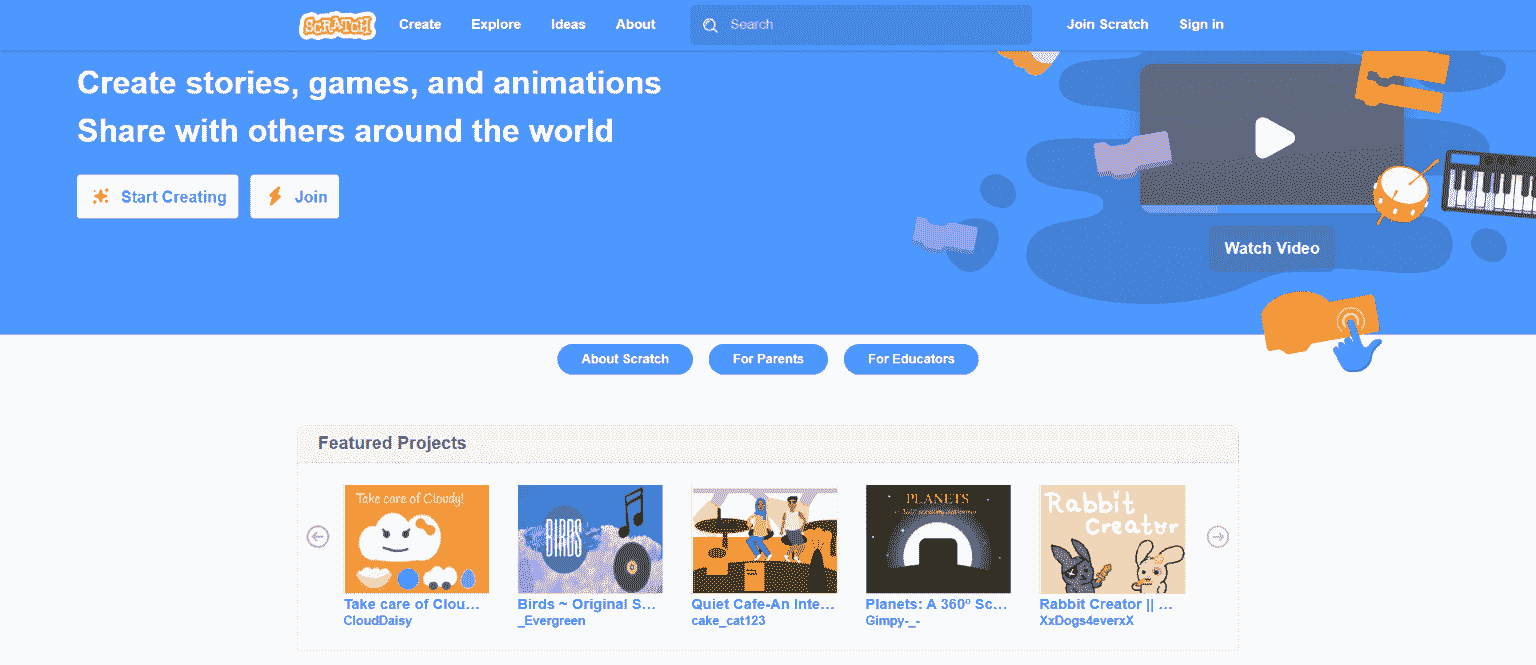 SCRATCH Create Explore Ideas About Search Join Scratch Sign in
Create stories, games, and animations
Share with others around the world
Start Creating Join
Watch Video
About Scratch For Parents For Educators
Featured Projects
Take care of Cloudy!
BIRDS
PLANETS
Rabbit
Creator
Take care of Clou... Birds ~ Original S... Quiet Cafe-An Inte... Planets: A 360° Sc... Rabbit Creator || ...
CloudDaisy _Evergreen cake_cat123 Gimpy-_- XxDogs4everxX